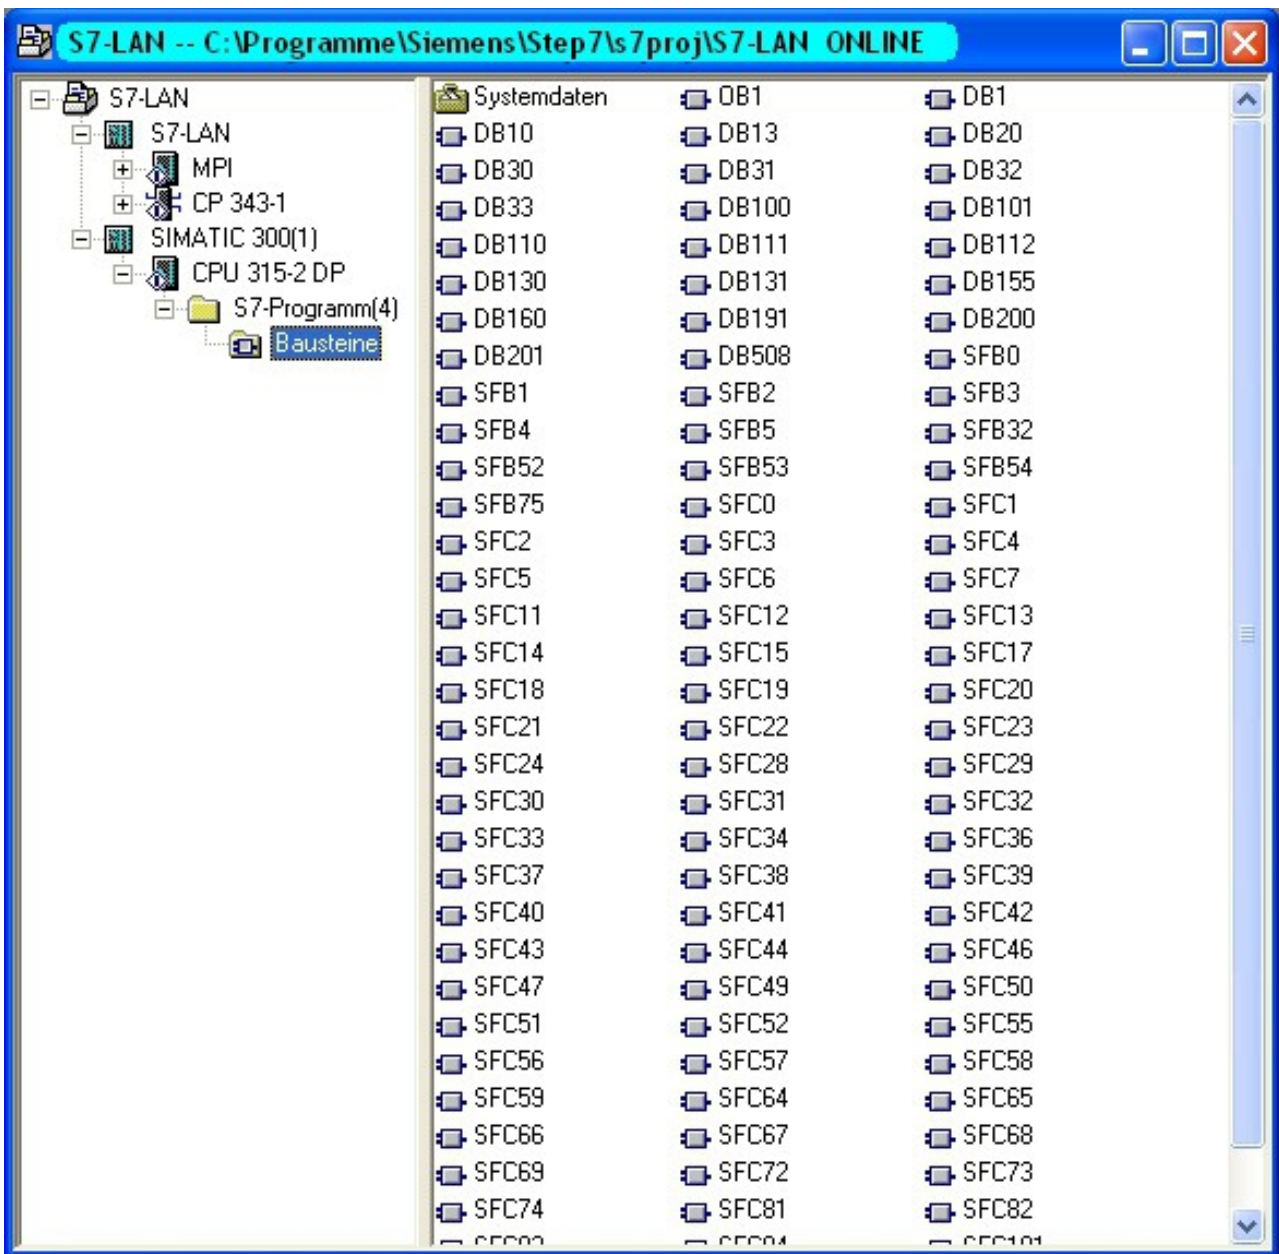 S7-LAN -- C:\Programme\Siemens\Step7\s7proj\S7-LAN ONLINE
S7-LAN
S7-LAN
MPI
CP 343-1
SIMATIC 300(1)
CPU 315-2 DP
S7-Programm(4)
Bausteine
Systemdaten OB1 DB1
DB10 DB13 DB20
DB30 DB31 DB32
DB33 DB100 DB101
DB110 DB111 DB112
DB130 DB131 DB155
DB160 DB191 DB200
DB201 DB508 SFB0
SFB1 SFB2 SFB3
SFB4 SFB5 SFB32
SFB52 SFB53 SFB54
SFB75 SFC0 SFC1
SFC2 SFC3 SFC4
SFC5 SFC6 SFC7
SFC11 SFC12 SFC13
SFC14 SFC15 SFC17
SFC18 SFC19 SFC20
SFC21 SFC22 SFC23
SFC24 SFC28 SFC29
SFC30 SFC31 SFC32
SFC33 SFC34 SFC36
SFC37 SFC38 SFC39
SFC40 SFC41 SFC42
SFC43 SFC44 SFC46
SFC47 SFC49 SFC50
SFC51 SFC52 SFC55
SFC56 SFC57 SFC58
SFC59 SFC64 SFC65
SFC66 SFC67 SFC68
SFC69 SFC72 SFC73
SFC74 SFC81 SFC82